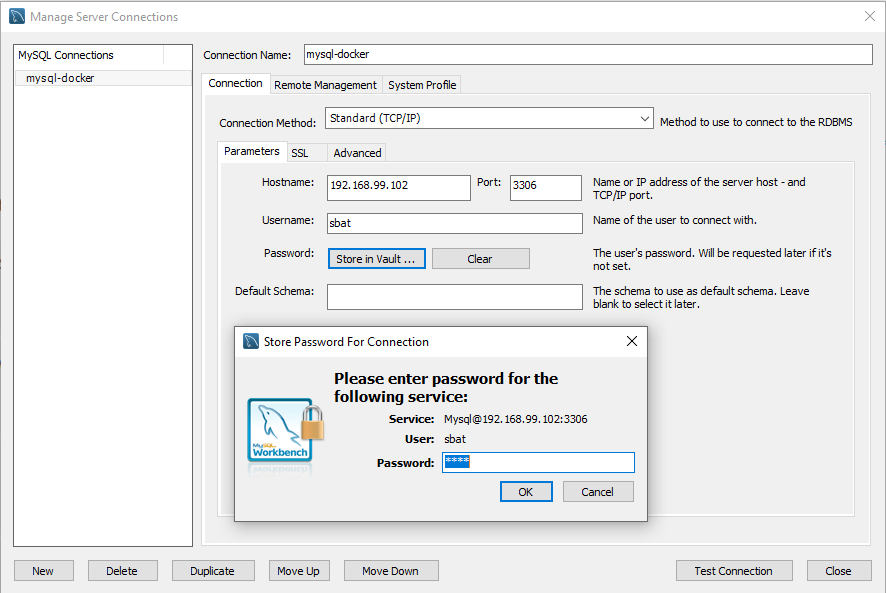 Manage Server Connections
MySQL Connections
mysql-docker
Connection Name: mysql-docker
Connection Remote Management System Profile
Connection Method: Standard (TCP/IP) Method to use to connect to the RDBMS
Parameters SSL Advanced
Hostname: 192.168.99.102 Port: 3306 Name or IP address of the server host - and
TCP/IP port.
Username: sbat Name of the user to connect with.
Password: Store in Vault ... Clear The user's password. Will be requested later if it's
not set.
Default Schema: The schema to use as default schema. Leave
blank to select it later.
Store Password For Connection
Please enter password for the
following service:
Service: Mysql@192.168.99.102:3306
User: sbat
Password: ****
MySQL
Workbench
OK Cancel
New Delete Duplicate Move Up Move Down Test Connection Close